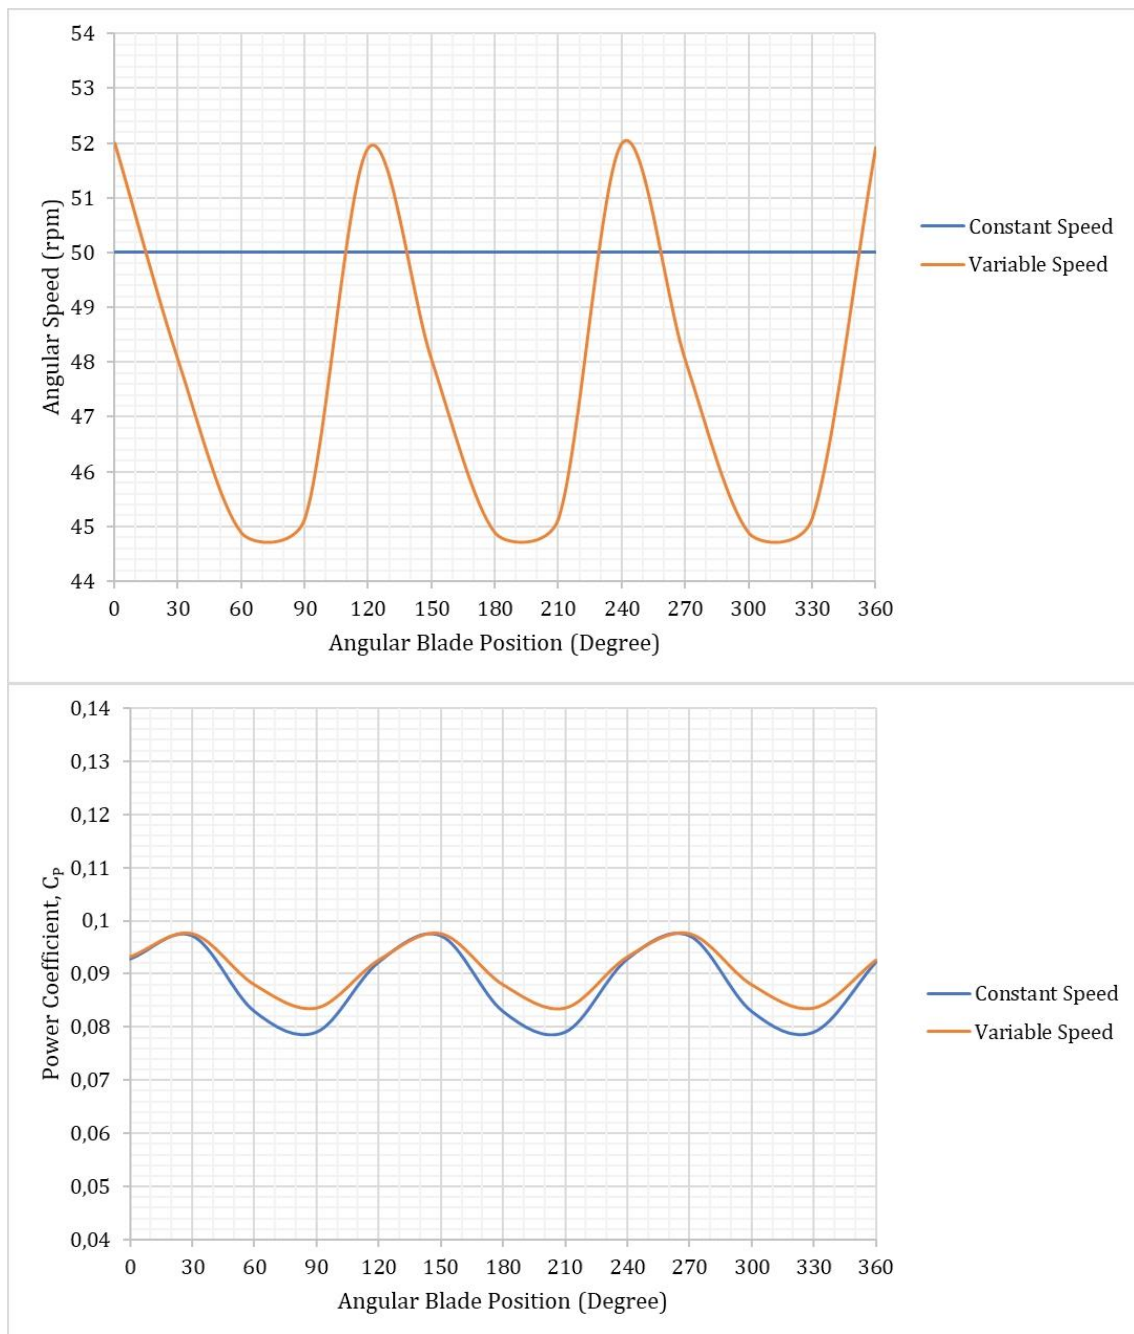 54
53
52
51
50
49
48
47
46
45
44
Angular Speed (rpm)
0 30 60 90 120 150 180 210 240 270 300 330 360
Angular Blade Position (Degree)
Constant Speed
Variable Speed
0,14
0,13
0,12
0,11
0,1
0,09
0,08
0,07
0,06
0,05
0,04
Power Coefficient, CP
0 30 60 90 120 150 180 210 240 270 300 330 360
Angular Blade Position (Degree)
Constant Speed
Variable Speed